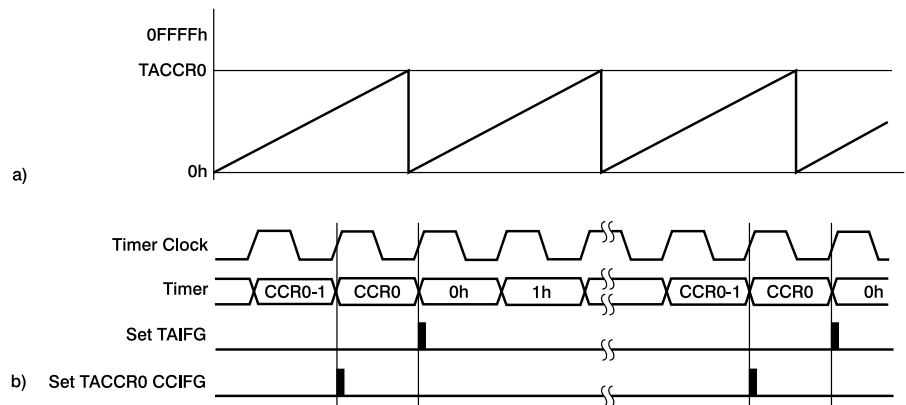 0FFFFh
TACCR0
0h
a)
Timer Clock
Timer CCR0-1 CCR0 0h 1h CCR0-1 CCR0 0h
Set TAIFG
b) Set TACCR0 CCIFG